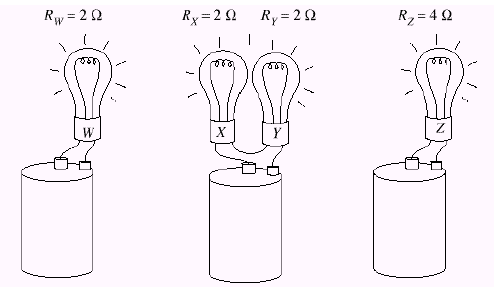 R_W = 2 Ω R_X = 2 Ω R_Y = 2 Ω R_Z = 4 Ω
W X Y Z